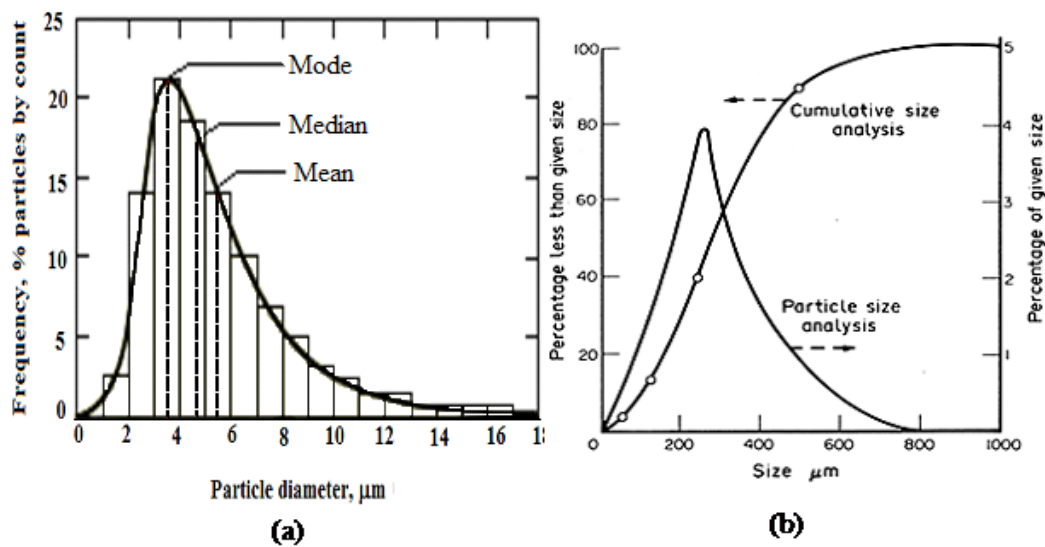 Frequency, % particles by count
25
20
15
10
5
0
Mode
Median
Mean
0 2 4 6 8 10 12 14 16 18
Particle diameter, μm
(a)
Percentage less than given size
100
80
60
40
20
0 200 400 600 800 1000
Size μm
Cumulative size
analysis
Particle size
analysis
5
4
3
2
1
Percentage of given size
(b)